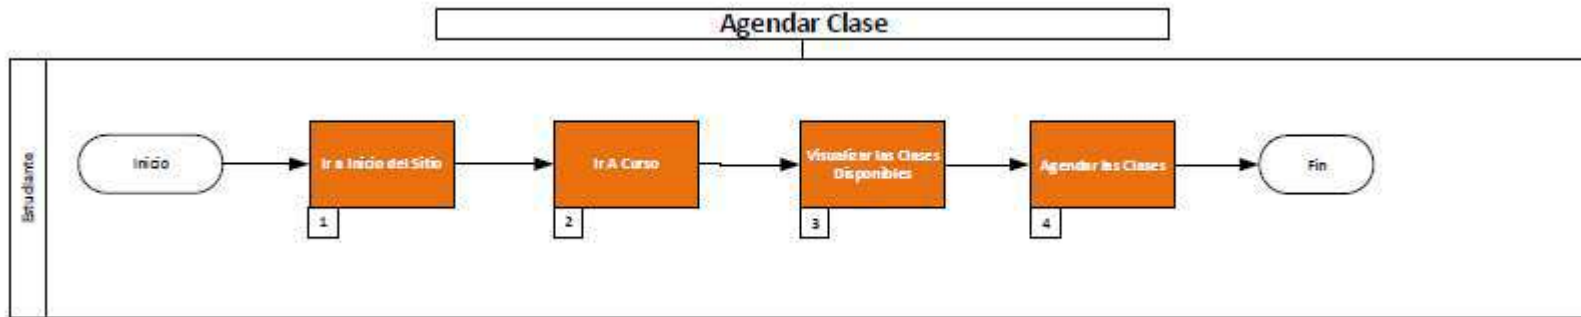 Agendar Clase
Estudiante
Inicio
Ir a Inicio del Sitio
1
Ir A Curso
2
Visualizar las Clases
Disponibles
3
Agendar las Clases
4
Fin